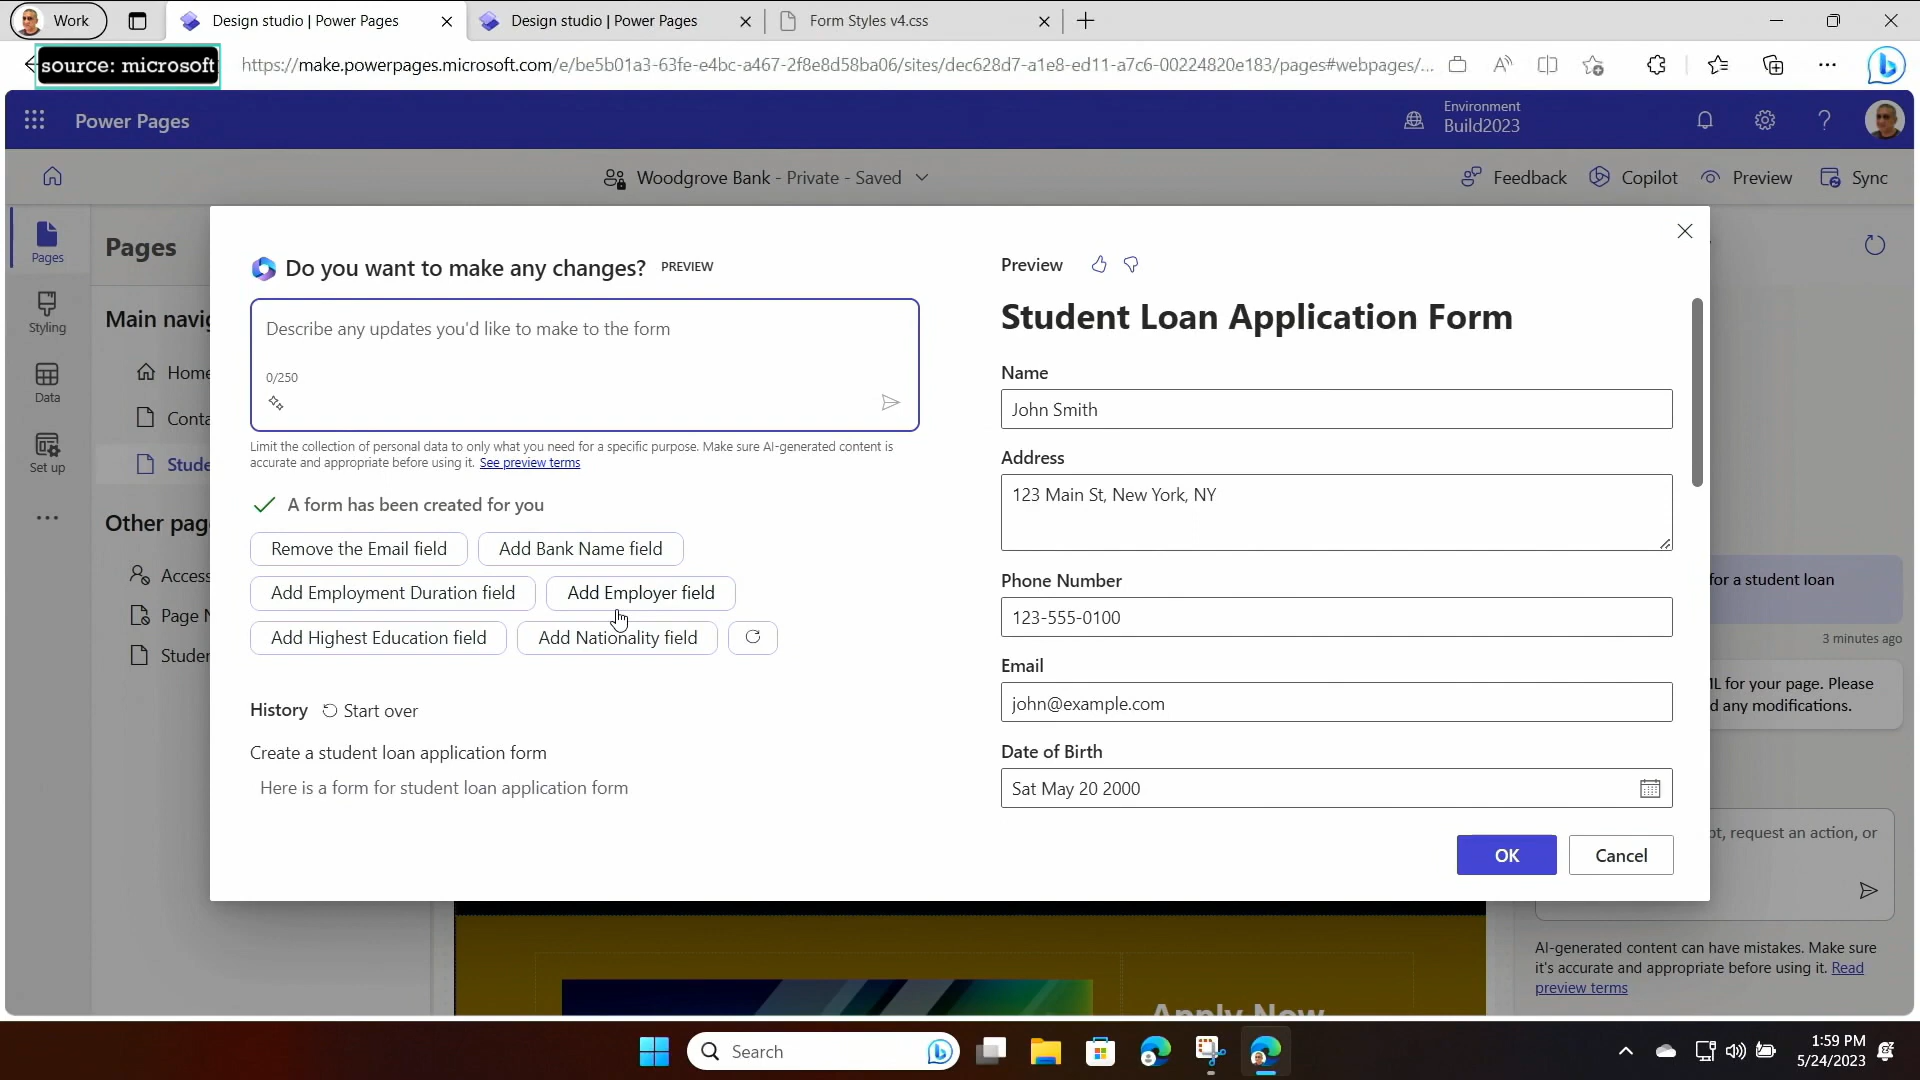 Work
Design studio | Power Pages
Design studio | Power Pages
Form Styles v4.css
source: microsoft
https://make.powerpages.microsoft.com/e/be5b01a3-63fe-e4bc-a467-2f8e8d58ba06/sites/dec628d7-a1e8-ed11-a7c6-00224820e183/pages#webpages/...
Power Pages
Environment
Build2023
Woodgrove Bank - Private - Saved
Feedback
Copilot
Preview
Sync
Pages
Styling
Data
Set up
Pages
Main navig
Home
Conta
Stude
Other pag
Access
Page N
Studen
Do you want to make any changes? PREVIEW
Describe any updates you'd like to make to the form
0/250
Limit the collection of personal data to only what you need for a specific purpose. Make sure AI-generated content is
accurate and appropriate before using it. See preview terms
A form has been created for you
Remove the Email field
Add Bank Name field
Add Employment Duration field
Add Employer field
Add Highest Education field
Add Nationality field
History
Start over
Create a student loan application form
Here is a form for student loan application form
Preview
Student Loan Application Form
Name
John Smith
Address
123 Main St, New York, NY
Phone Number
123-555-0100
Email
john@example.com
Date of Birth
Sat May 20 2000
OK
Cancel
for a student loan
3 minutes ago
ML for your page. Please
d any modifications.
pt, request an action, or
AI-generated content can have mistakes. Make sure
it's accurate and appropriate before using it. Read
preview terms
Apply Now
Search
1:59 PM
5/24/2023